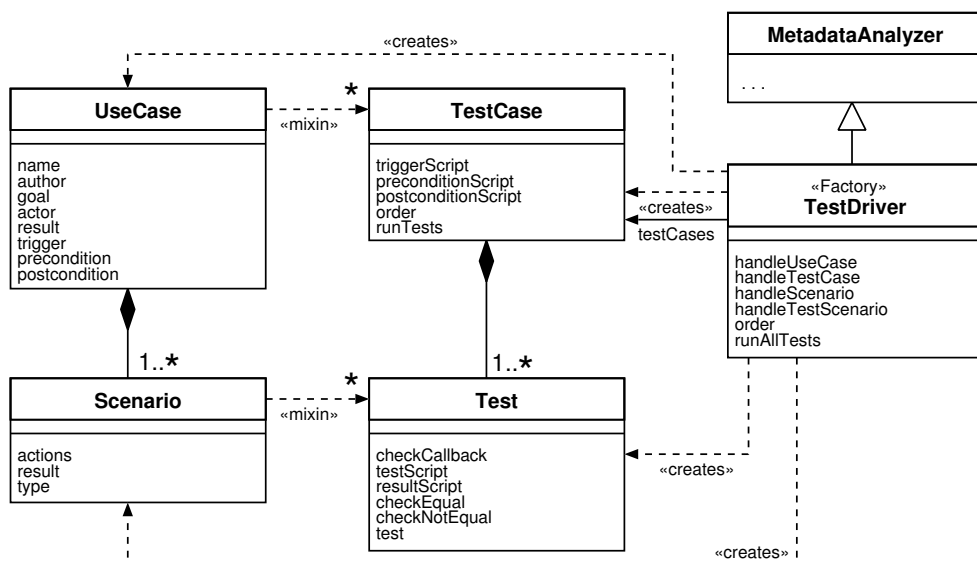 «creates»
MetadataAnalyzer
. . .
UseCase
*
«mixin»
TestCase
name
author
goal
actor
result
trigger
precondition
postcondition
triggerScript
preconditionScript
postconditionScript
order
runTests
«creates»
testCases
«Factory»
TestDriver
handleUseCase
handleTestCase
handleScenario
handleTestScenario
order
runAllTests
1..*
1..*
Scenario
*
«mixin»
Test
actions
result
type
checkCallback
testScript
resultScript
checkEqual
checkNotEqual
test
«creates»
«creates»